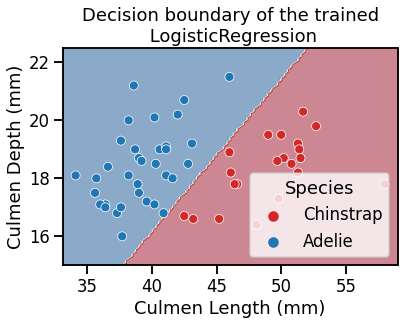 Decision boundary of the trained
LogisticRegression
Culmen Depth (mm)
22
20
18
16
Species
Chinstrap
Adelie
35
40
45
50
55
Culmen Length (mm)